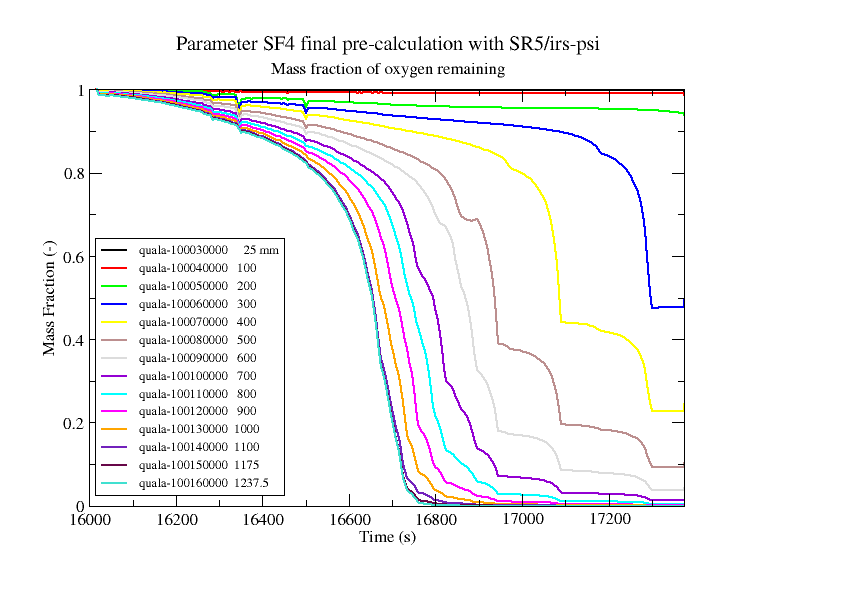 Parameter SF4 final pre-calculation with SR5/irs-psi
Mass fraction of oxygen remaining
1
0.8
0.6
0.4
0.2
0
Mass Fraction (-)
quala-100030000 25 mm
quala-100040000 100
quala-100050000 200
quala-100060000 300
quala-100070000 400
quala-100080000 500
quala-100090000 600
quala-100100000 700
quala-100110000 800
quala-100120000 900
quala-100130000 1000
quala-100140000 1100
quala-100150000 1175
quala-100160000 1237.5
16000 16200 16400 16600 16800 17000 17200
Time (s)